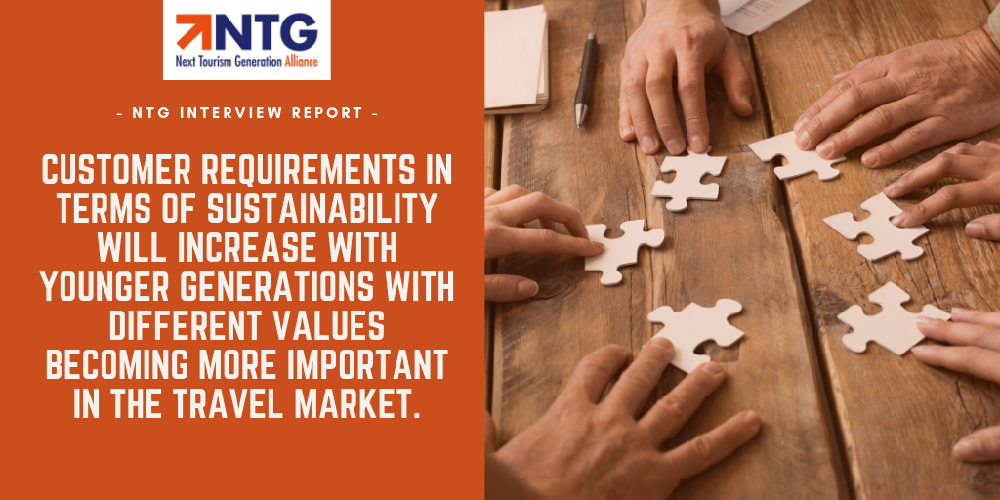 NTG
Next Tourism Generation Alliance
- NTG INTERVIEW REPORT -
CUSTOMER REQUIREMENTS IN
TERMS OF SUSTAINABILITY
WILL INCREASE WITH
YOUNGER GENERATIONS WITH
DIFFERENT VALUES
BECOMING MORE IMPORTANT
IN THE TRAVEL MARKET.